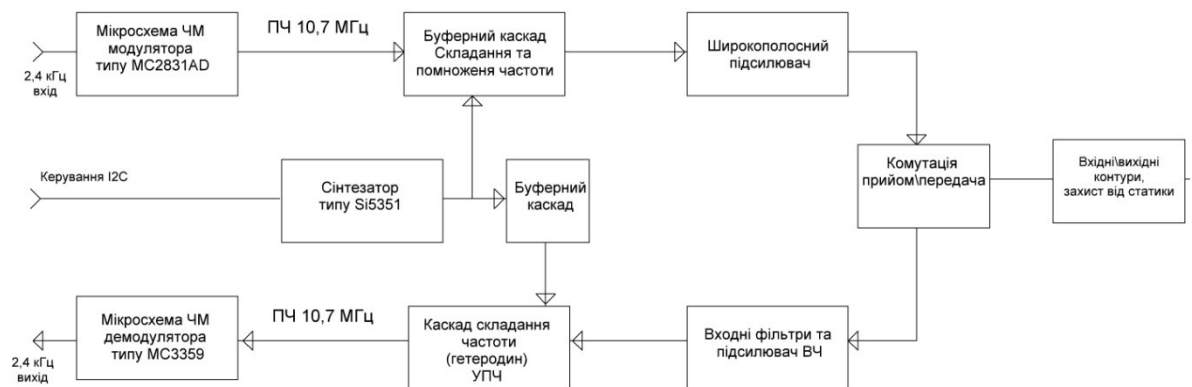 Мікросхема ЧМ
модулятора
типу MC2831AD
2,4 кГц
вхід
ПЧ 10,7 МГц
Буферний каскад
Складання та
помноженя частоти
Широкополосний
підсилювач
Керування I2C
Сінтезатор
типу Si5351
Буферний
каскад
Комутація
прийом\передача
Вхідні\вихідні
контури,
захист від статики
Мікросхема ЧМ
демодулятора
типу MC3359
2,4 кГц
вихід
ПЧ 10,7 МГц
Каскад складання
частоти
(гетеродин)
УПЧ
Входні фільтри та
підсилювач ВЧ